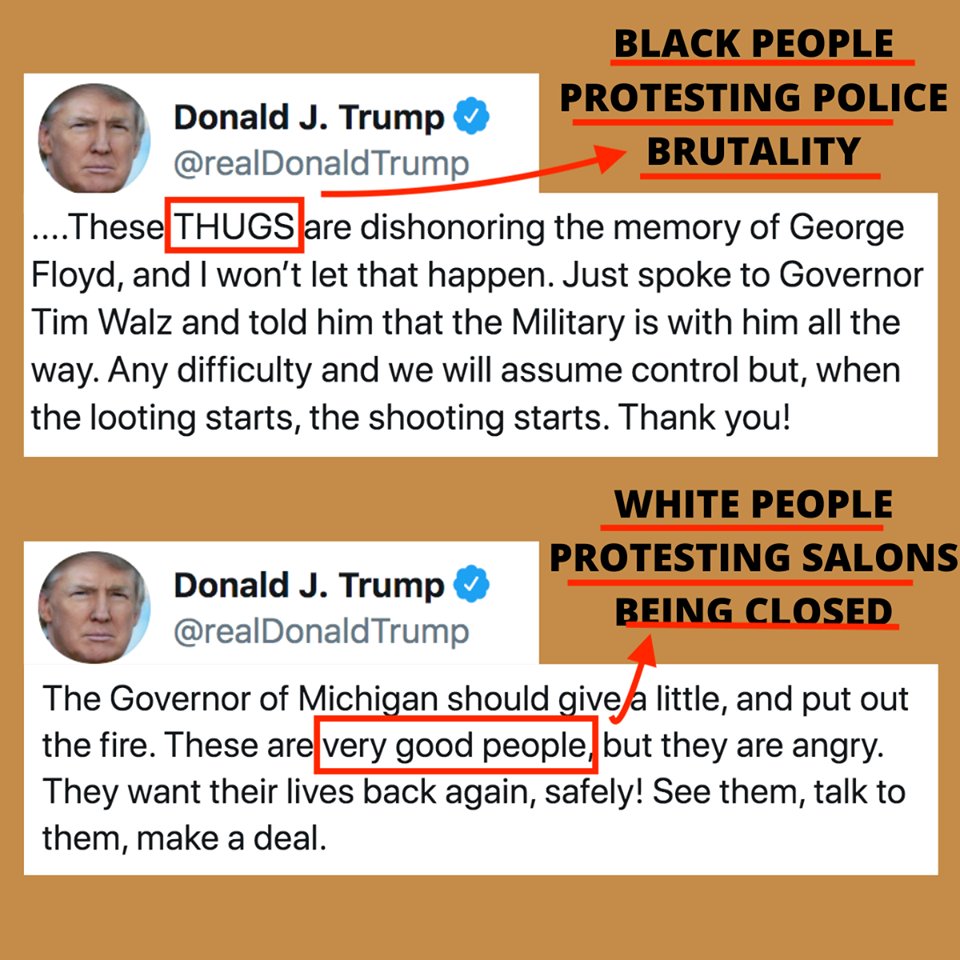 BLACK PEOPLE
PROTESTING POLICE
BRUTALITY
Donald J. Trump
@realDonaldTrump
....These THUGS are dishonoring the memory of George
Floyd, and I won’t let that happen. Just spoke to Governor
Tim Walz and told him that the Military is with him all the
way. Any difficulty and we will assume control but, when
the looting starts, the shooting starts. Thank you!
WHITE PEOPLE
PROTESTING SALONS
BEING CLOSED
Donald J. Trump
@realDonaldTrump
The Governor of Michigan should give a little, and put out
the fire. These are very good people, but they are angry.
They want their lives back again, safely! See them, talk to
them, make a deal.